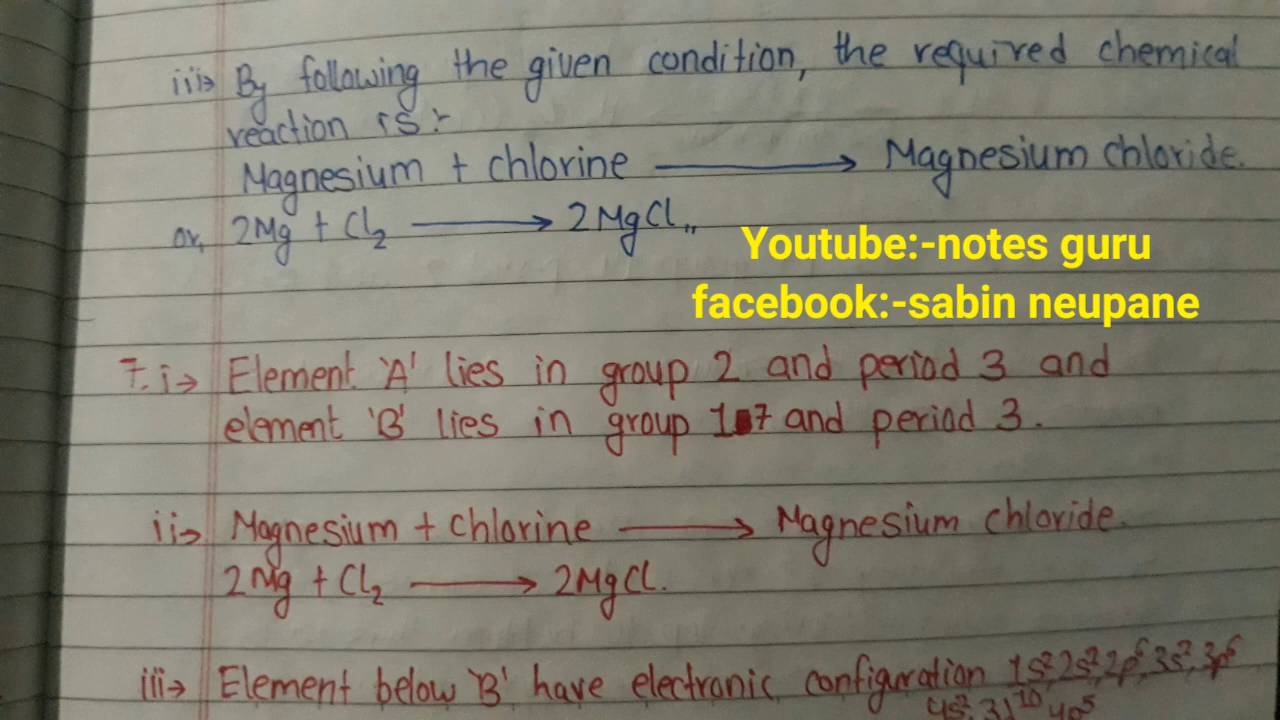 iii→ By following the given condition, the required chemical
reaction is:-
Magnesium + chlorine ⟶ Magnesium chloride.
or, 2Mg + Cl₂ ⟶ 2MgCl,,
Youtube:-notes guru
facebook:-sabin neupane
7. i→ Element 'A' lies in group 2 and period 3 and
element 'B' lies in group 17 and period 3.
ii→ Magnesium + Chlorine ⟶ Magnesium chloride.
2Mg + Cl₂ ⟶ 2MgCl.
iii→ Element below 'B' have electronic configuration 1s², 2s², 2p⁶, 3s², 3p⁶
4s², 3d¹⁰ 4p⁵